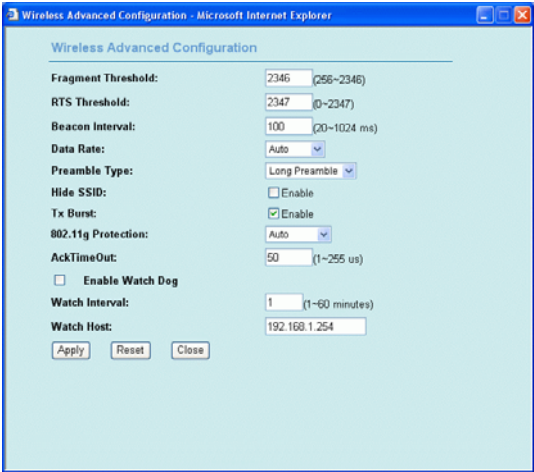 Wireless Advanced Configuration - Microsoft Internet Explorer
Wireless Advanced Configuration
Fragment Threshold: 2346 (256~2346)
RTS Threshold: 2347 (0~2347)
Beacon Interval: 100 (20~1024 ms)
Data Rate: Auto
Preamble Type: Long Preamble
Hide SSID: Enable
Tx Burst: Enable
802.11g Protection: Auto
AckTimeOut: 50 (1~255 us)
Enable Watch Dog
Watch Interval: 1 (1~60 minutes)
Watch Host: 192.168.1.254
Apply Reset Close